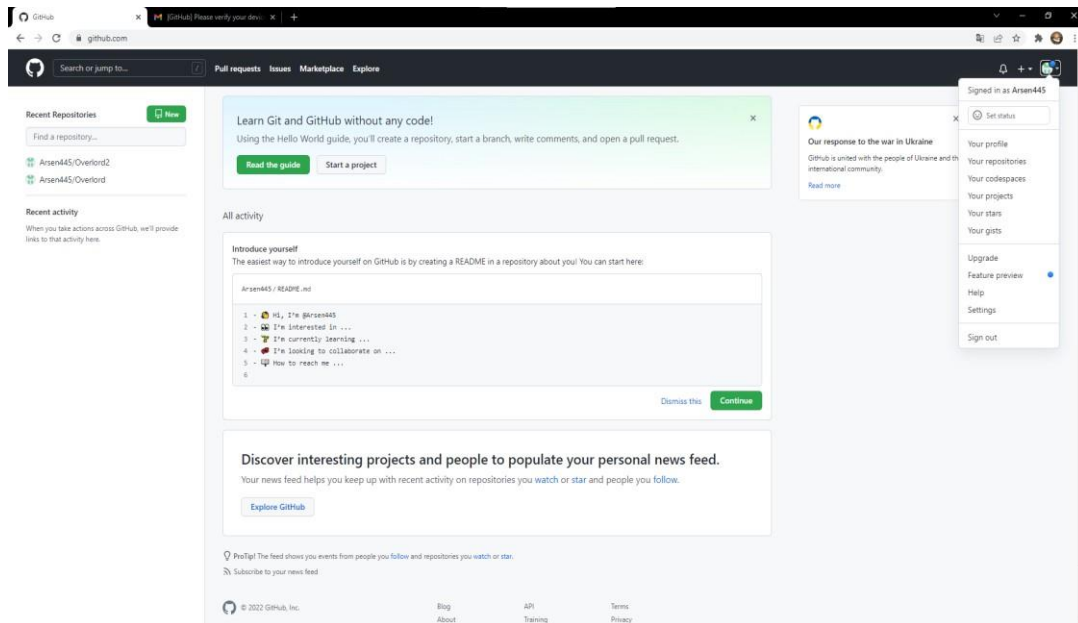 GitHub
[GitHub] Please verify your devi
github.com
Search or jump to...
/
Pull requests Issues Marketplace Explore
Signed in as Arsen445
Set status
Your profile
Your repositories
Your codespaces
Your projects
Your stars
Your gists
Upgrade
Feature preview
Help
Settings
Sign out
Recent Repositories
New
Find a repository...
Arsen445/Overlord2
Arsen445/Overlord
Recent activity
When you take actions across GitHub, we'll provide
links to that activity here.
Learn Git and GitHub without any code!
Using the Hello World guide, you'll create a repository, start a branch, write comments, and open a pull request.
Read the guide Start a project
All activity
Introduce yourself
The easiest way to introduce yourself on GitHub is by creating a README in a repository about you! You can start here:
Arsen445 / README.md
1 - 👋 Hi, I'm @Arsen445
2 - 👀 I'm interested in ...
3 - 🌱 I'm currently learning ...
4 - 💞️ I'm looking to collaborate on ...
5 - 📫 How to reach me ...
6
Dismiss this Continue
Discover interesting projects and people to populate your personal news feed.
Your news feed helps you keep up with recent activity on repositories you watch or star and people you follow.
Explore GitHub
ProTip! The feed shows you events from people you follow and repositories you watch or star.
Subscribe to your news feed
© 2022 GitHub, Inc.
Blog
About
API
Training
Terms
Privacy
Our response to the war in Ukraine
GitHub is united with the people of Ukraine and th
international community.
Read more